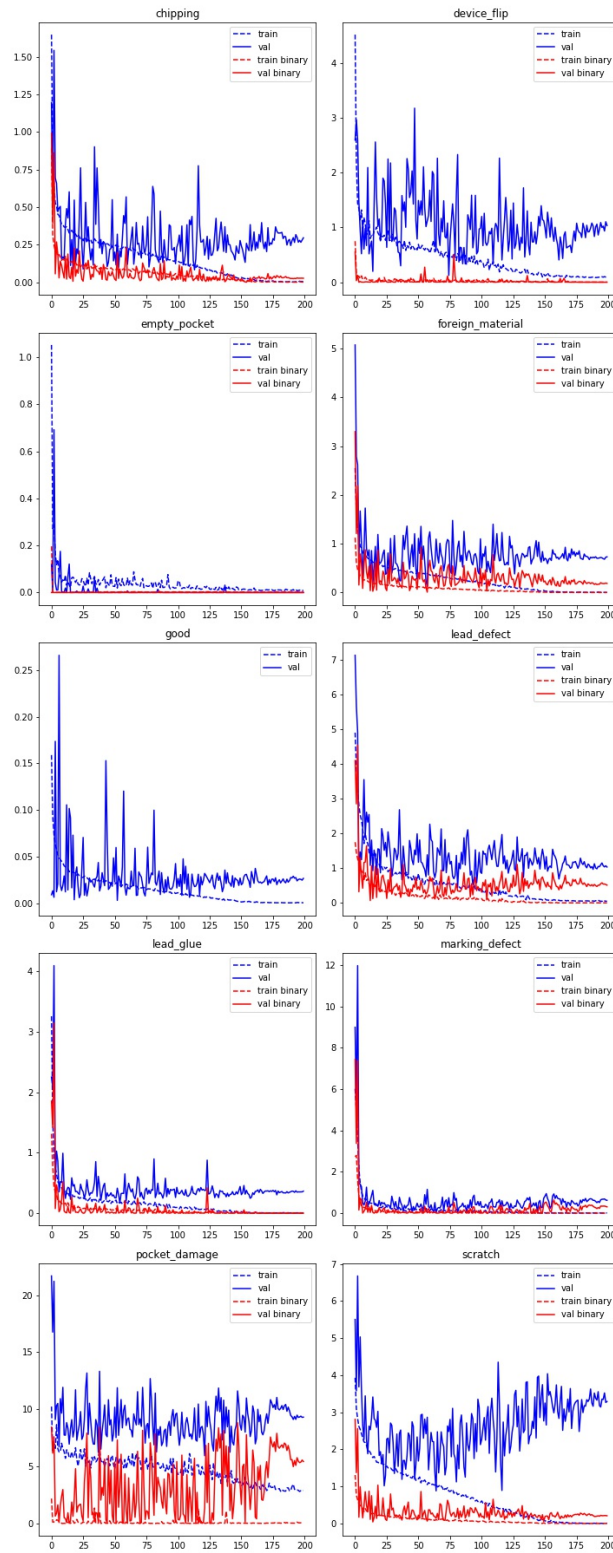 chipping
train
val
train binary
val binary
1.50
1.25
1.00
0.75
0.50
0.25
0.00
0 25 50 75 100 125 150 175 200
device_flip
train
val
train binary
val binary
4
3
2
1
0
0 25 50 75 100 125 150 175 200
empty_pocket
train
val
train binary
val binary
1.0
0.8
0.6
0.4
0.2
0.0
0 25 50 75 100 125 150 175 200
foreign_material
train
val
train binary
val binary
5
4
3
2
1
0
0 25 50 75 100 125 150 175 200
good
train
val
0.25
0.20
0.15
0.10
0.05
0.00
0 25 50 75 100 125 150 175 200
lead_defect
train
val
train binary
val binary
7
6
5
4
3
2
1
0
0 25 50 75 100 125 150 175 200
lead_glue
train
val
train binary
val binary
4
3
2
1
0
0 25 50 75 100 125 150 175 200
marking_defect
train
val
train binary
val binary
12
10
8
6
4
2
0
0 25 50 75 100 125 150 175 200
pocket_damage
train
val
train binary
val binary
20
15
10
5
0
0 25 50 75 100 125 150 175 200
scratch
train
val
train binary
val binary
7
6
5
4
3
2
1
0
0 25 50 75 100 125 150 175 200